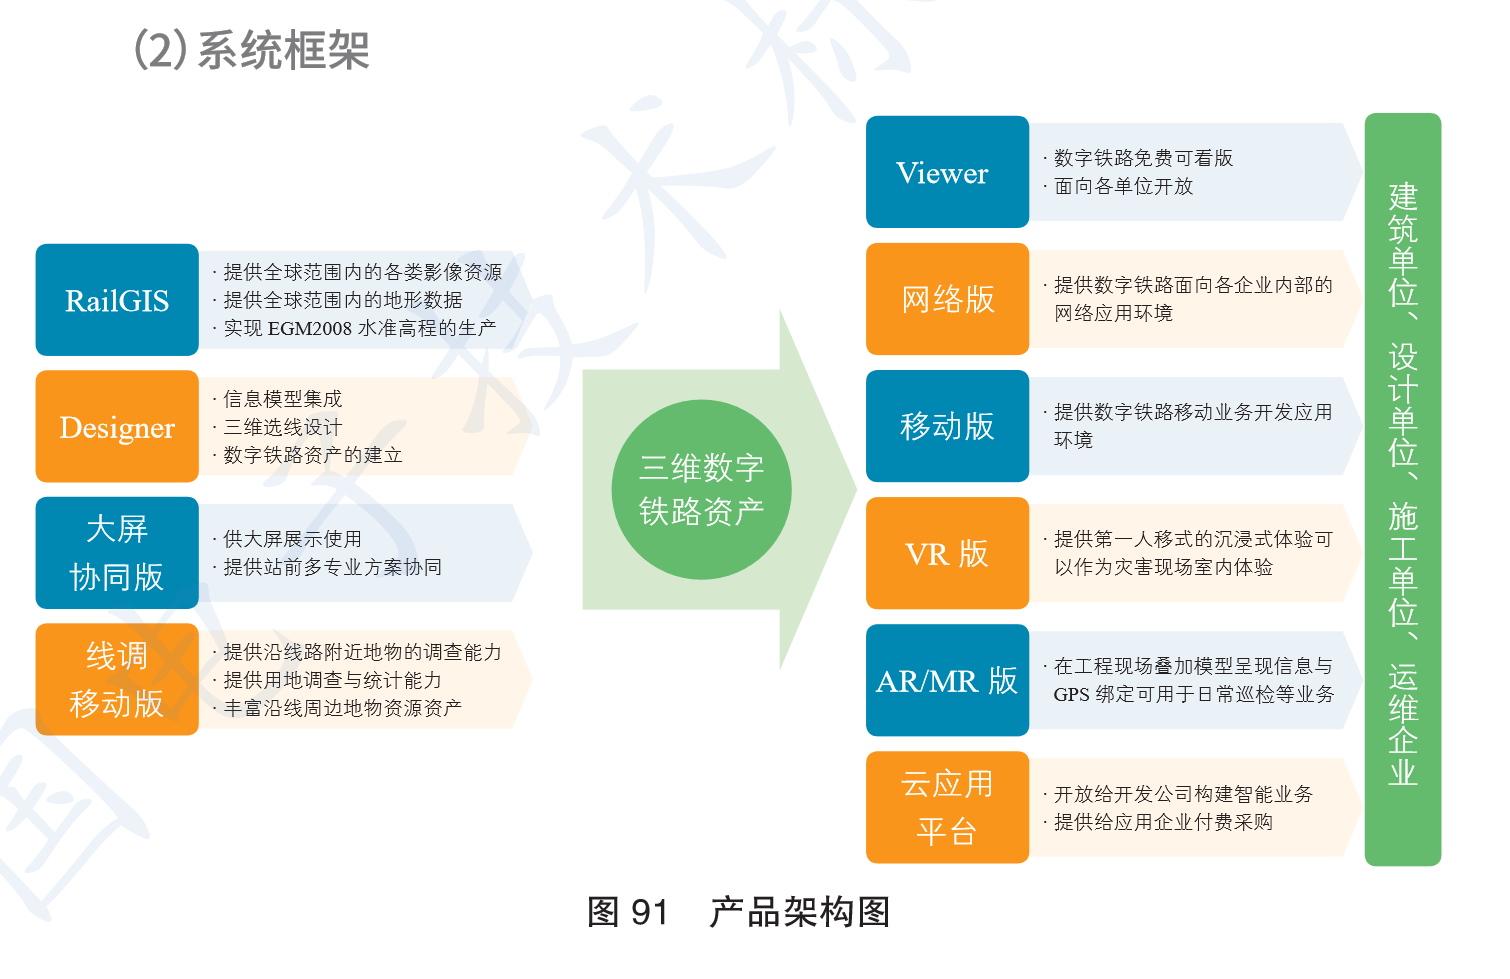 （2）系统框架
RailGIS
· 提供全球范围内的各类影像资源
· 提供全球范围内的地形数据
· 实现 EGM2008 水准高程的生产
Designer
· 信息模型集成
· 三维选线设计
· 数字铁路资产的建立
大屏
协同版
· 供大屏展示使用
· 提供站前多专业方案协同
线调
移动版
· 提供沿线路附近地物的调查能力
· 提供用地调查与统计能力
· 丰富沿线周边地物资源资产
三维数字
铁路资产
Viewer
· 数字铁路免费可看版
· 面向各单位开放
网络版
· 提供数字铁路面向各企业内部的
网络应用环境
移动版
· 提供数字铁路移动业务开发应用
环境
VR 版
· 提供第一人移式的沉浸式体验可
以作为灾害现场室内体验
AR/MR 版
· 在工程现场叠加模型呈现信息与
GPS 绑定可用于日常巡检等业务
云应用
平台
· 开放给开发公司构建智能业务
· 提供给应用企业付费采购
建筑单位、设计单位、施工单位、运维企业
图 91 产品架构图
国电子技术标